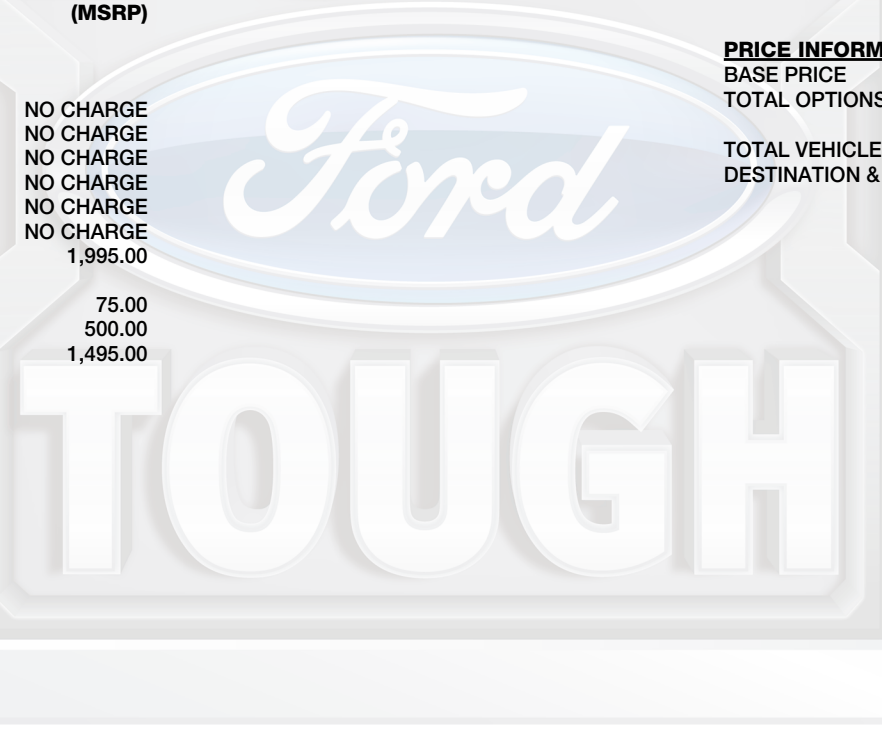 (MSRP)
NO CHARGE
NO CHARGE
NO CHARGE
NO CHARGE
NO CHARGE
NO CHARGE
1,995.00
75.00
500.00
1,495.00
PRICE INFORM
BASE PRICE
TOTAL OPTIONS
TOTAL VEHICLE
DESTINATION &
Ford
TOUGH